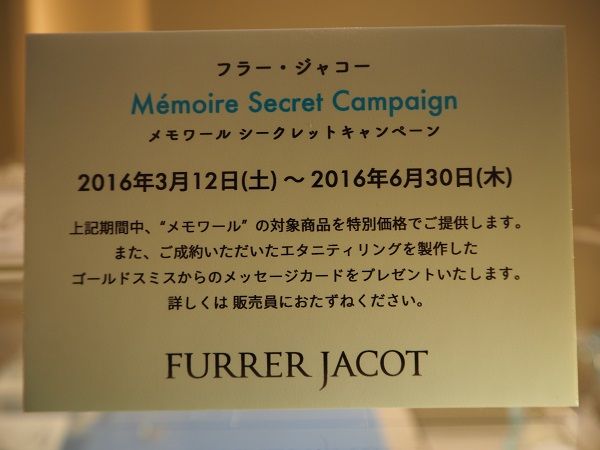 フラー・ジャコー
Mémoire Secret Campaign
メモワール シークレットキャンペーン
2016年3月12日(土) ～ 2016年6月30日(木)
上記期間中、“メモワール” の対象商品を特別価格でご提供します。
また、ご成約いただいたエタニティリングを製作した
ゴールドスミスからのメッセージカードをプレゼントいたします。
詳しくは 販売員におたずねください。
FURRER JACOT